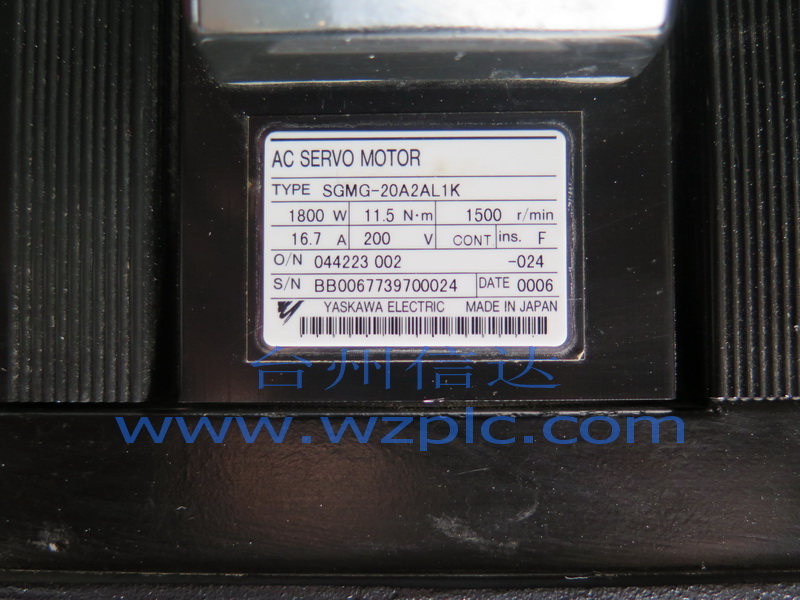 AC SERVO MOTOR
TYPE SGMG-20A2AL1K
1800 W 11.5 N·m 1500 r/min
16.7 A 200 V CONT. ins. F
O/N 044223 002 -024
S/N BB0067739700024 DATE 0006
YASKAWA ELECTRIC MADE IN JAPAN
台州信达
www.wzplc.com